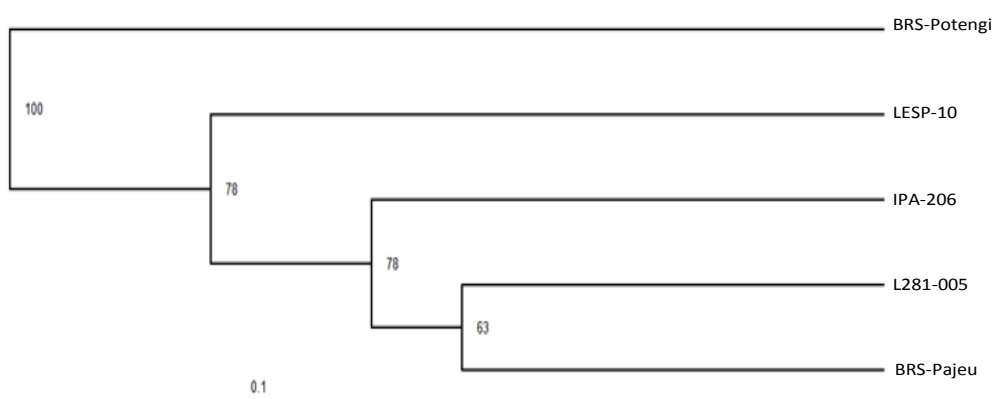 BRS-Potengi
100
LESP-10
78
IPA-206
78
L281-005
63
BRS-Pajeu
0.1